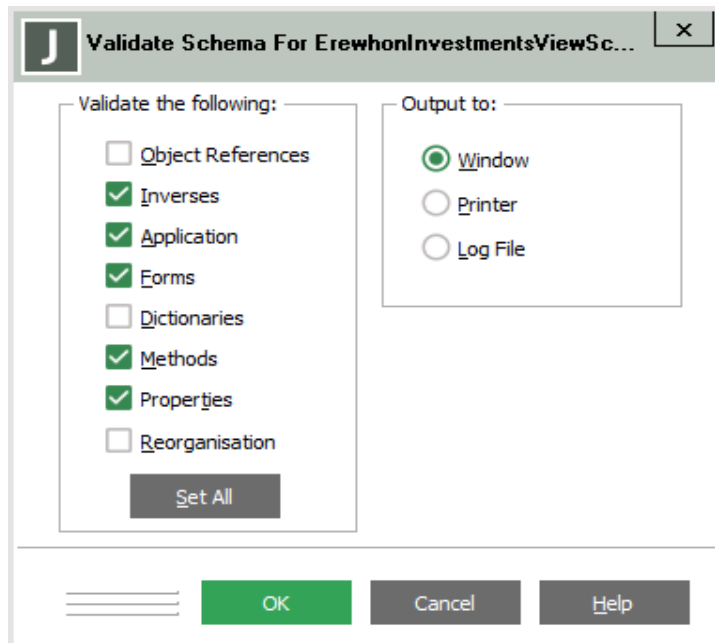 J
Validate Schema For ErewhonInvestmentsViewSc...
Validate the following:
Object References
Inverses
Application
Forms
Dictionaries
Methods
Properties
Reorganisation
Set All
Output to:
Window
Printer
Log File
OK
Cancel
Help